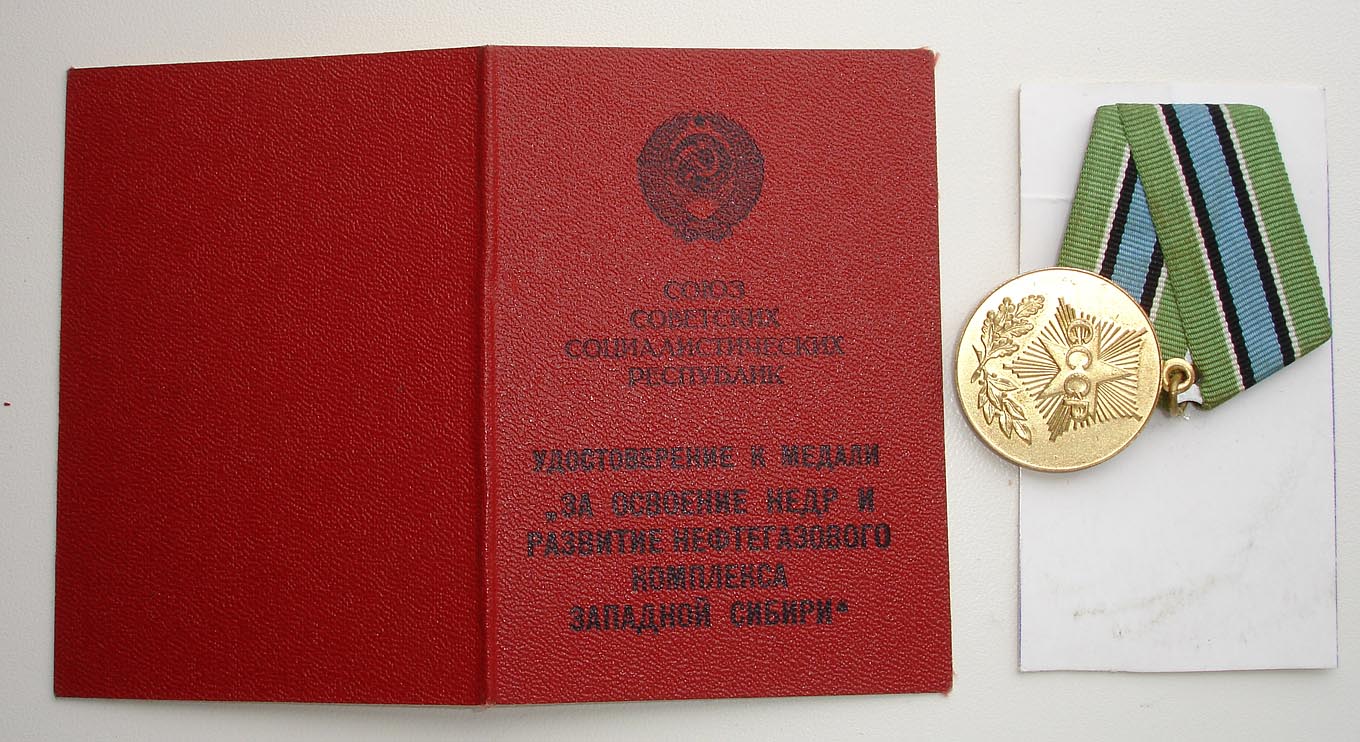 СОЮЗ
СОВЕТСКИХ
СОЦИАЛИСТИЧЕСКИХ
РЕСПУБЛИК
УДОСТОВЕРЕНИЕ К МЕДАЛИ
„ЗА ОСВОЕНИЕ НЕДР И
РАЗВИТИЕ НЕФТЕГАЗОВОГО
КОМПЛЕКСА
ЗАПАДНОЙ СИБИРИ“
СССР